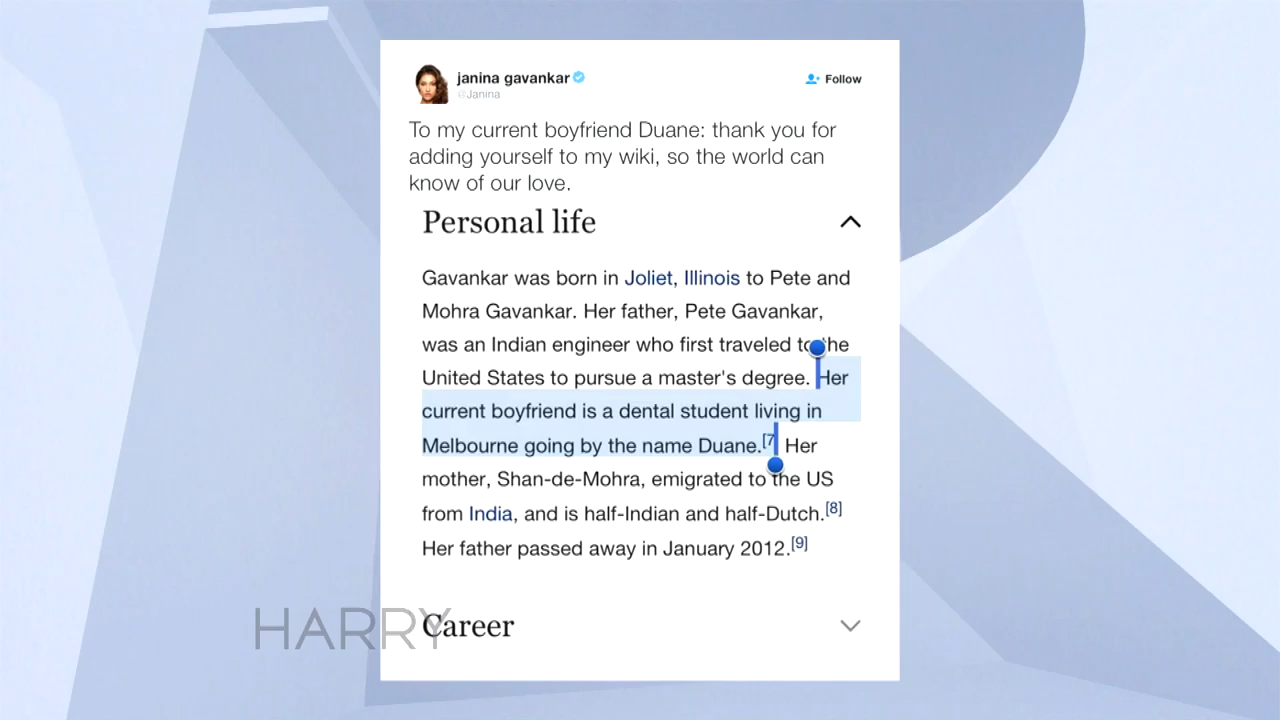 janina gavankar
@Janina
Follow
To my current boyfriend Duane: thank you for
adding yourself to my wiki, so the world can
know of our love.
Personal life
Gavankar was born in Joliet, Illinois to Pete and
Mohra Gavankar. Her father, Pete Gavankar,
was an Indian engineer who first traveled to the
United States to pursue a master's degree. Her
current boyfriend is a dental student living in
Melbourne going by the name Duane.[7] Her
mother, Shan-de-Mohra, emigrated to the US
from India, and is half-Indian and half-Dutch.[8]
Her father passed away in January 2012.[9]
HARRY
Career